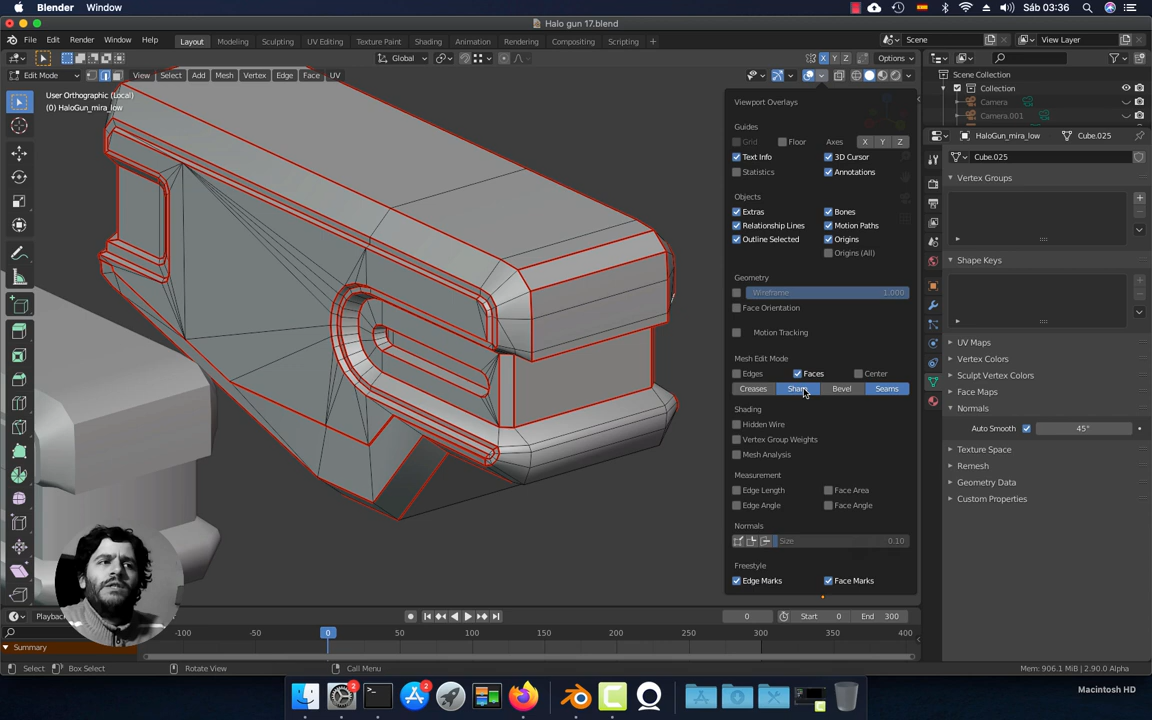 Blender Window Sáb 03:36
Halo gun 17.blend
File Edit Render Window Help Layout Modeling Sculpting UV Editing Texture Paint Shading Animation Rendering Compositing Scripting + Scene View Layer
Global X Y Z Options
Edit Mode View Select Add Mesh Vertex Edge Face UV
User Orthographic (Local)
(0) HaloGun_mira_low
Viewport Overlays
Guides
Grid Floor Axes X Y Z
Text Info 3D Cursor
Statistics Annotations
Objects
Extras Bones
Relationship Lines Motion Paths
Outline Selected Origins
Origins (All)
Geometry
Wireframe 1.000
Face Orientation
Motion Tracking
Mesh Edit Mode
Edges Faces Center
Creases Sharp Bevel Seams
Shading
Hidden Wire
Vertex Group Weights
Mesh Analysis
Measurement
Edge Length Face Area
Edge Angle Face Angle
Normals
Size 0.10
Freestyle
Edge Marks Face Marks
Scene Collection
Collection
Camera
Camera.001
HaloGun_mira_low Cube.025
Cube.025
Vertex Groups
Shape Keys
UV Maps
Vertex Colors
Sculpt Vertex Colors
Face Maps
Normals
Auto Smooth 45°
Texture Space
Remesh
Geometry Data
Custom Properties
Playback 0 Start 0 End 300
-100 -50 0 50 100 150 200 250 300 350 400
Summary
Select Box Select Rotate View Call Menu Mem: 906.1 MiB | 2.90.0 Alpha
2 2
Macintosh HD